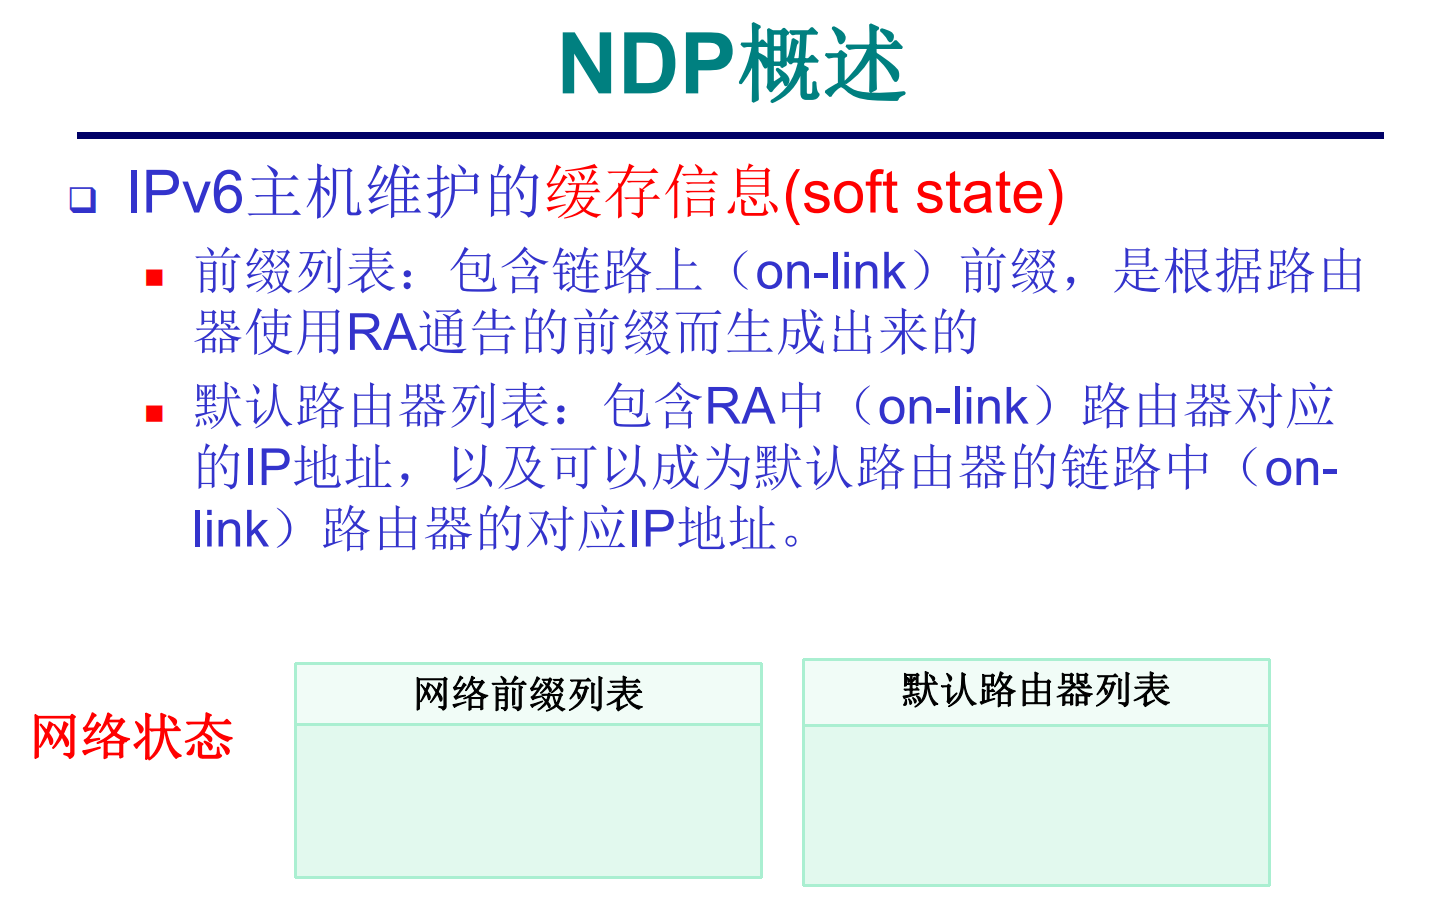 NDP概述
IPv6主机维护的缓存信息(soft state)
前缀列表：包含链路上（on-link）前缀，是根据路由
器使用RA通告的前缀而生成出来的
默认路由器列表：包含RA中（on-link）路由器对应
的IP地址，以及可以成为默认路由器的链路中（on-
link）路由器的对应IP地址。
网络状态
网络前缀列表
默认路由器列表